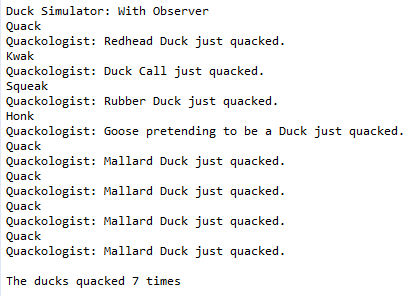 Duck Simulator: With Observer
Quack
Quackologist: Redhead Duck just quacked.
Kwak
Quackologist: Duck Call just quacked.
Squeak
Quackologist: Rubber Duck just quacked.
Honk
Quackologist: Goose pretending to be a Duck just quacked.
Quack
Quackologist: Mallard Duck just quacked.
Quack
Quackologist: Mallard Duck just quacked.
Quack
Quackologist: Mallard Duck just quacked.
Quack
Quackologist: Mallard Duck just quacked.
The ducks quacked 7 times